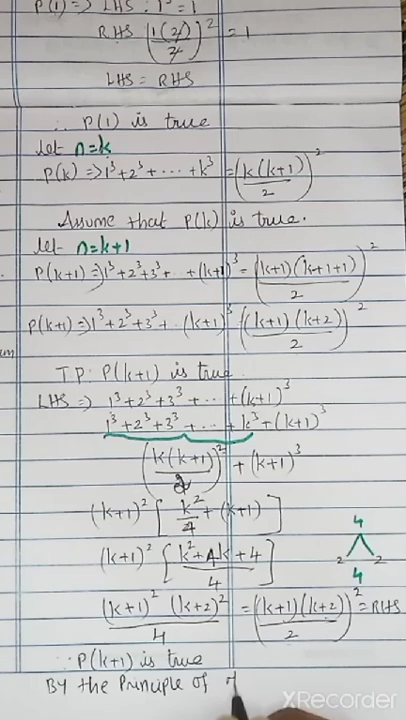 P(1) => LHS : 1³ = 1
RHS (1(2)/2)² = 1
LHS = RHS
∴ P(1) is true
Let n=k
P(k) => 1³+2³+ ... +k³ = (k(k+1)/2)²
Assume that P(k) is true.
Let n=k+1
P(k+1) => 1³+2³+3³+ .. +(k+1)³ = ((k+1)(k+1+1)/2)²
P(k+1) => 1³+2³+3³+ ..(k+1)³ = ((k+1)(k+2)/2)²
TP: P(k+1) is true
LHS => 1³+2³+3³+ ... +(k+1)³
1³+2³+3³+ ... +k³+(k+1)³
(k(k+1)/2)² + (k+1)³
(k+1)² [k²/4 + (k+1)]
(k+1)² [k²+4k+4/4]
4
2 2
4
(k+1)² (k+2)²/4 = ((k+1)(k+2)/2)² = RHS
∴ P(k+1) is true
By the Principle of
XRecorder